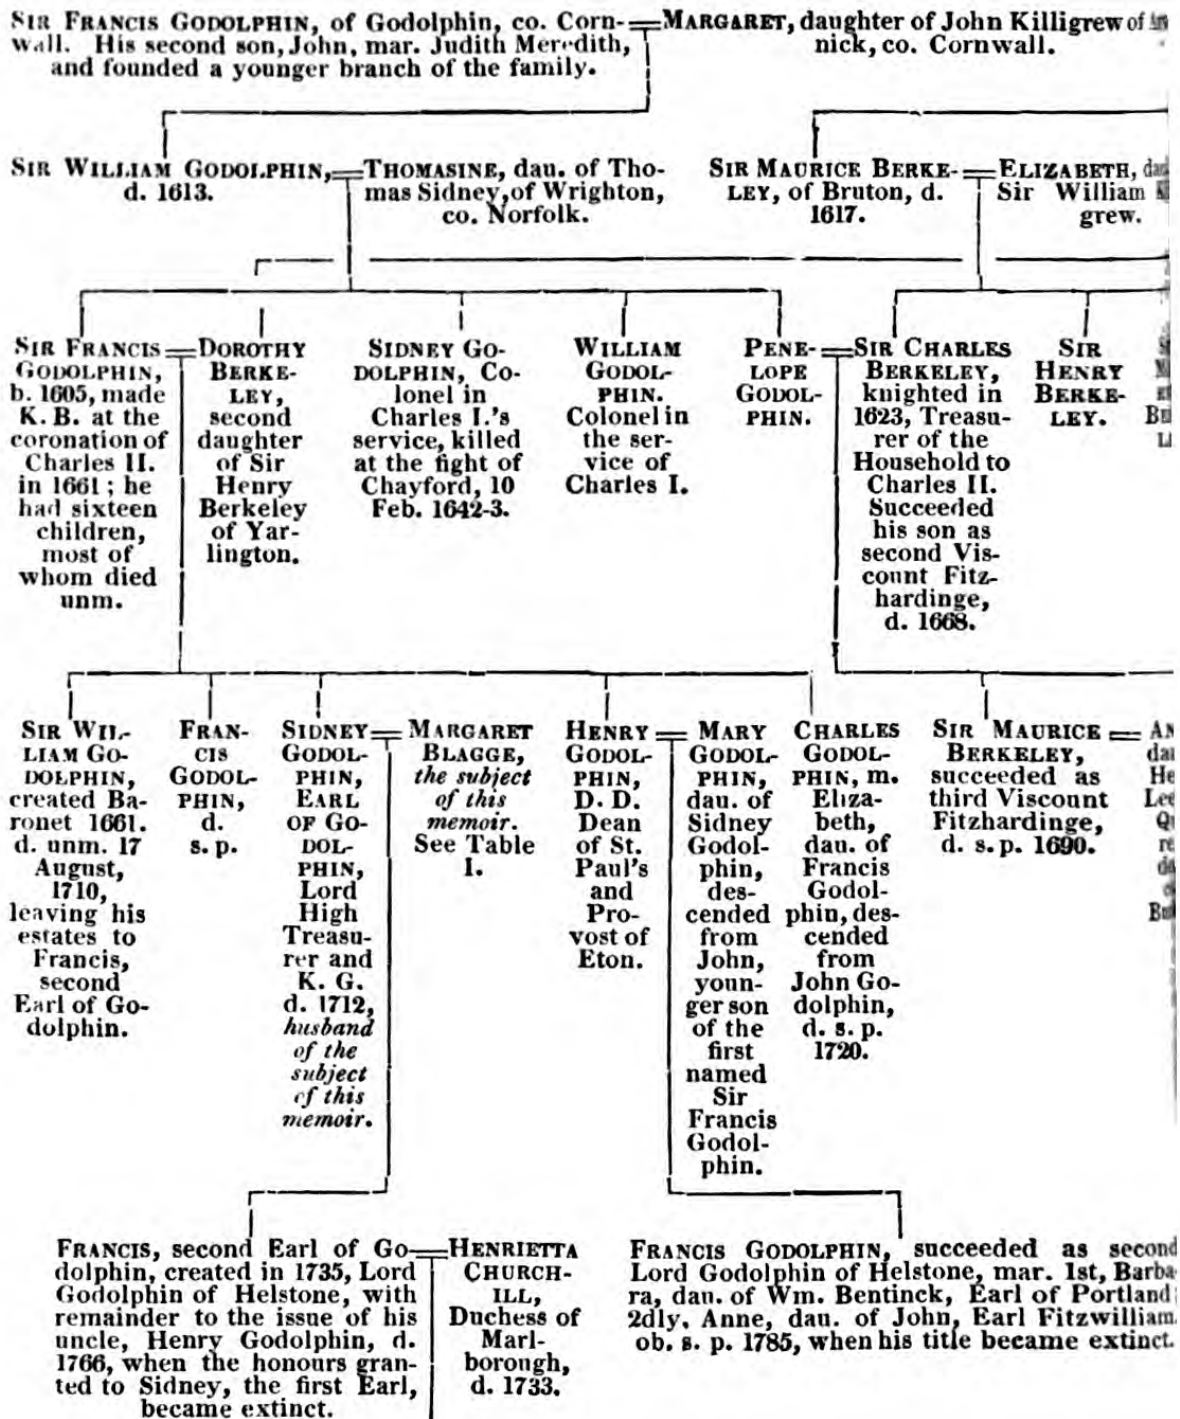 SIR FRANCIS GODOLPHIN, of Godolphin, co. Corn-
wall. His second son, John, mar. Judith Meredith,
and founded a younger branch of the family.
MARGARET, daughter of John Killigrew of
nick, co. Cornwall.
SIR WILLIAM GODOLPHIN,
d. 1613.
THOMASINE, dau. of Tho-
mas Sidney, of Wrighton,
co. Norfolk.
SIR MAURICE BERKE-
LEY, of Bruton, d.
1617.
ELIZABETH,
Sir William
grew.
SIR FRANCIS
GODOLPHIN,
b. 1605, made
K. B. at the
coronation of
Charles II.
in 1661; he
had sixteen
children,
most of
whom died
unm.
DOROTHY
BERKE-
LEY,
second
daughter
of Sir
Henry
Berkeley
of Yar-
lington.
SIDNEY GO-
DOLPHIN, Co-
lonel in
Charles I.'s
service, killed
at the fight of
Chayford, 10
Feb. 1642-3.
WILLIAM
GODOL-
PHIN.
Colonel in
the ser-
vice of
Charles I.
PENE-
LOPE
GODOL-
PHIN.
SIR CHARLES
BERKELEY,
knighted in
1623, Treasu-
rer of the
Household to
Charles II.
Succeeded
his son as
second Vis-
count Fitz-
hardinge,
d. 1668.
SIR
HENRY
BERKE-
LEY.
SIR WIL-
LIAM GO-
DOLPHIN,
created Ba-
ronet 1661.
d. unm. 17
August,
1710,
leaving his
estates to
Francis,
second
Earl of Go-
dolphin.
FRAN-
CIS
GODOL-
PHIN,
d.
s. p.
SIDNEY
GODOL-
PHIN,
EARL
OF GO-
DOL-
PHIN,
Lord
High
Treasu-
rer and
K. G.
d. 1712,
husband
of the
subject
of this
memoir.
MARGARET
BLAGGE,
the subject
of this
memoir.
See Table
I.
HENRY
GODOL-
PHIN,
D. D.
Dean
of St.
Paul's
and
Pro-
vost of
Eton.
MARY
GODOL-
PHIN,
dau. of
Sidney
Godol-
phin,
des-
cended
from
John,
youn-
ger son
of the
first
named
Sir
Francis
Godol-
phin.
CHARLES
GODOL-
PHIN, m.
Eliza-
beth,
dau. of
Francis
Godol-
phin, des-
cended
from
John Go-
dolphin,
d. s. p.
1720.
SIR MAURICE
BERKELEY,
succeeded as
third Viscount
Fitzhardinge,
d. s. p. 1690.
FRANCIS, second Earl of Go-
dolphin, created in 1735, Lord
Godolphin of Helstone, with
remainder to the issue of his
uncle, Henry Godolphin, d.
1766, when the honours gran-
ted to Sidney, the first Earl,
became extinct.
HENRIETTA
CHURCH-
ILL,
Duchess of
Marl-
borough,
d. 1733.
FRANCIS GODOLPHIN, succeeded as second
Lord Godolphin of Helstone, mar. 1st, Barba-
ra, dau. of Wm. Bentinck, Earl of Portland;
2dly, Anne, dau. of John, Earl Fitzwilliam.
ob. s. p. 1785, when his title became extinct.